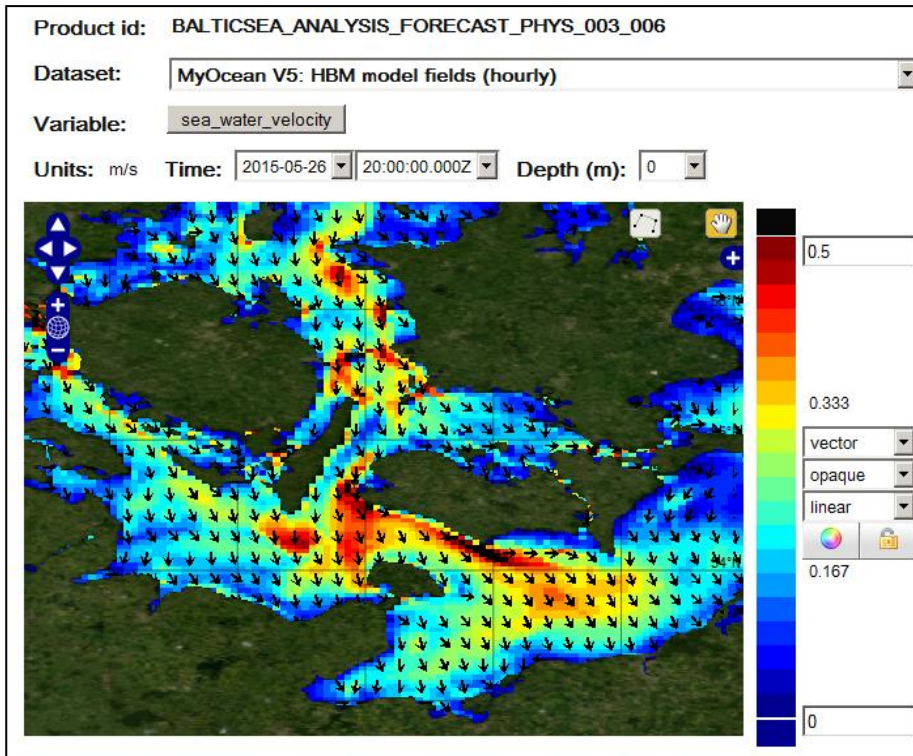 Product id: BALTICSEA_ANALYSIS_FORECAST_PHYS_003_006
Dataset: MyOcean V5: HBM model fields (hourly)
Variable: sea_water_velocity
Units: m/s Time: 2015-05-26 20:00:00.000Z Depth (m): 0
0.5
0.333
vector
opaque
linear
54°N
0.167
0